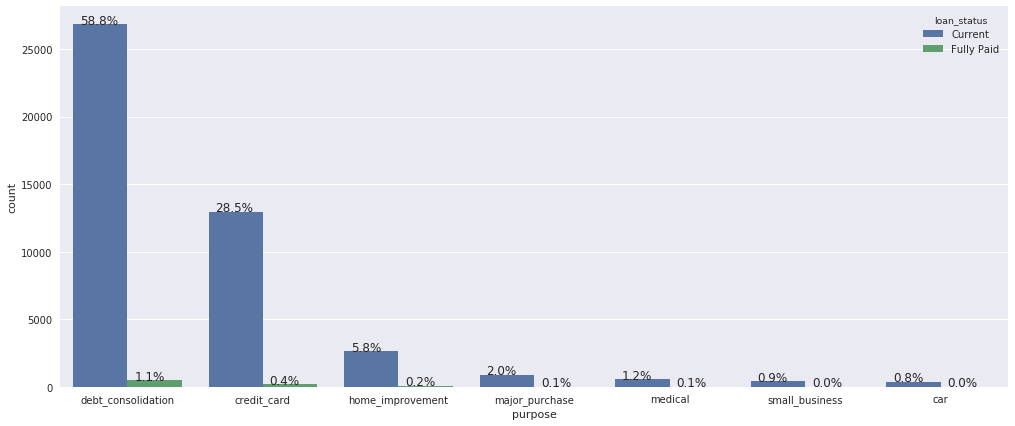 58.8%
loan_status
Current
Fully Paid
25000
20000
15000
10000
5000
0
count
28.5%
5.8%
2.0%
1.2%
0.9%
0.8%
1.1%
0.4%
0.2%
0.1%
0.1%
0.0%
0.0%
debt_consolidation
credit_card
home_improvement
major_purchase
medical
small_business
car
purpose